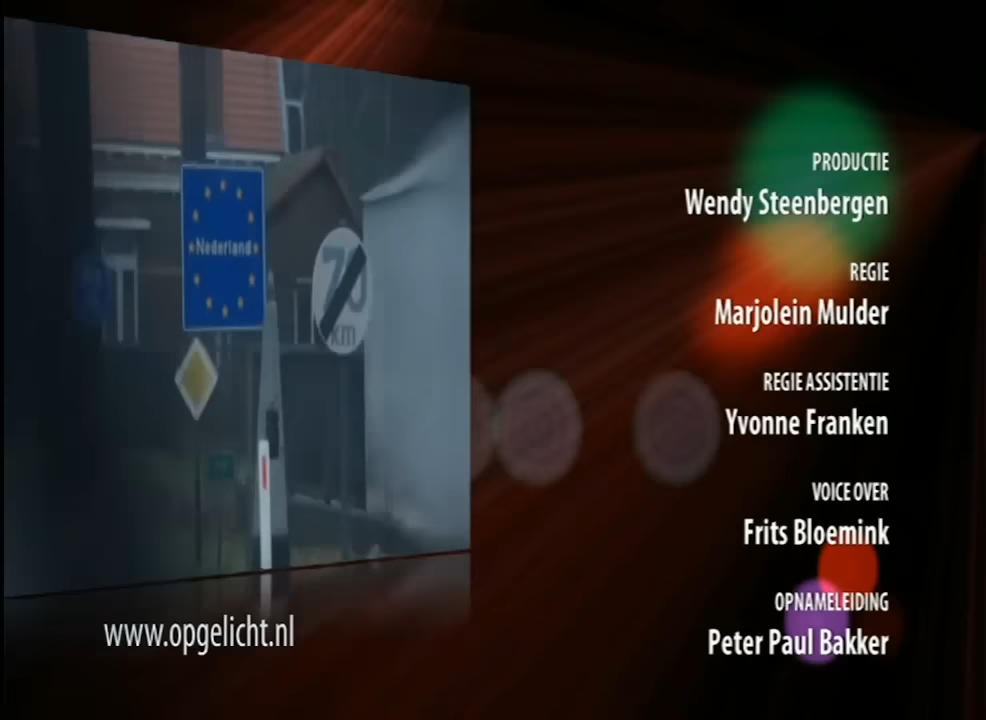 Nederland
70
km
www.opgelicht.nl
PRODUCTIE
Wendy Steenbergen
REGIE
Marjolein Mulder
REGIE ASSISTENTIE
Yvonne Franken
VOICE OVER
Frits Bloemink
OPNAMELEIDING
Peter Paul Bakker